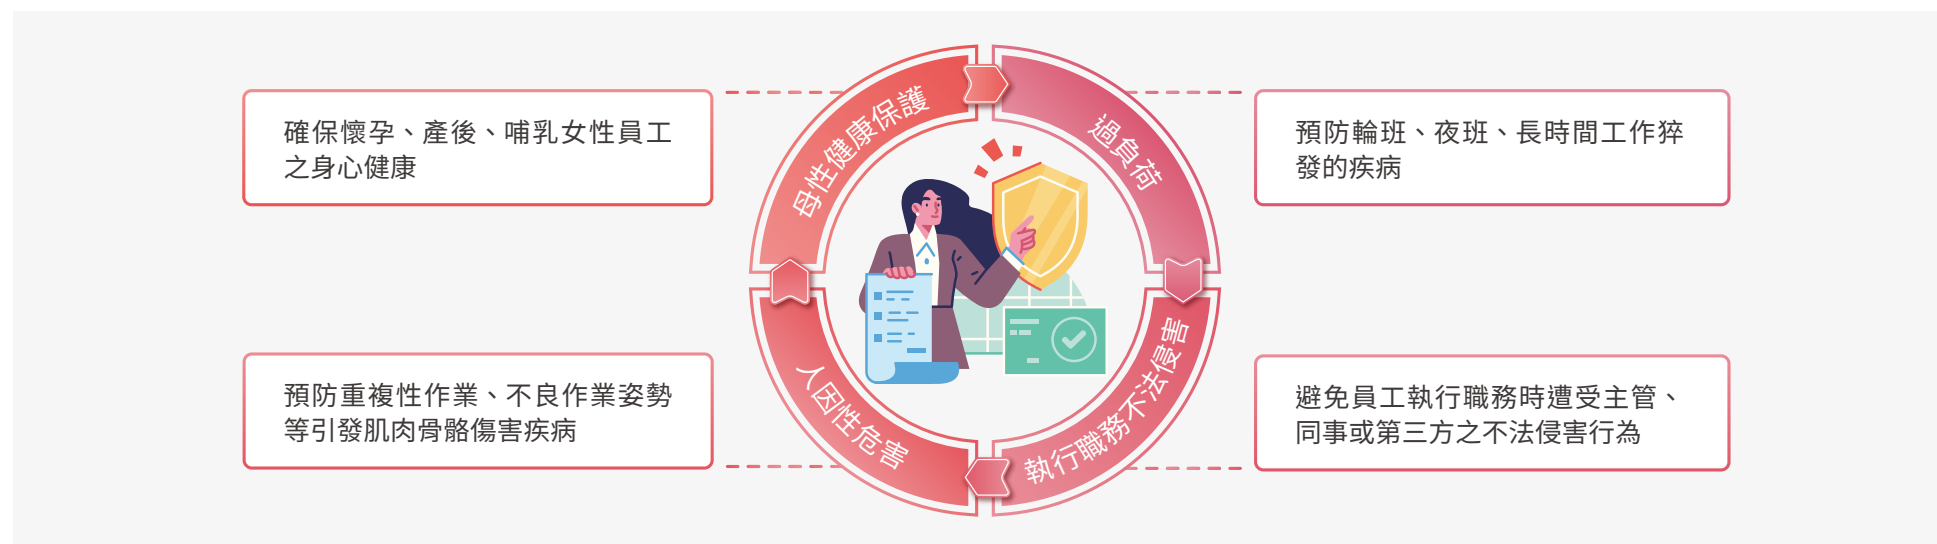 母性健康保護
確保懷孕、產後、哺乳女性員工
之身心健康
過負荷
預防輪班、夜班、長時間工作猝
發的疾病
人因性危害
預防重複性作業、不良作業姿勢
等引發肌肉骨骼傷害疾病
執行職務不法侵害
避免員工執行職務時遭受主管、
同事或第三方之不法侵害行為